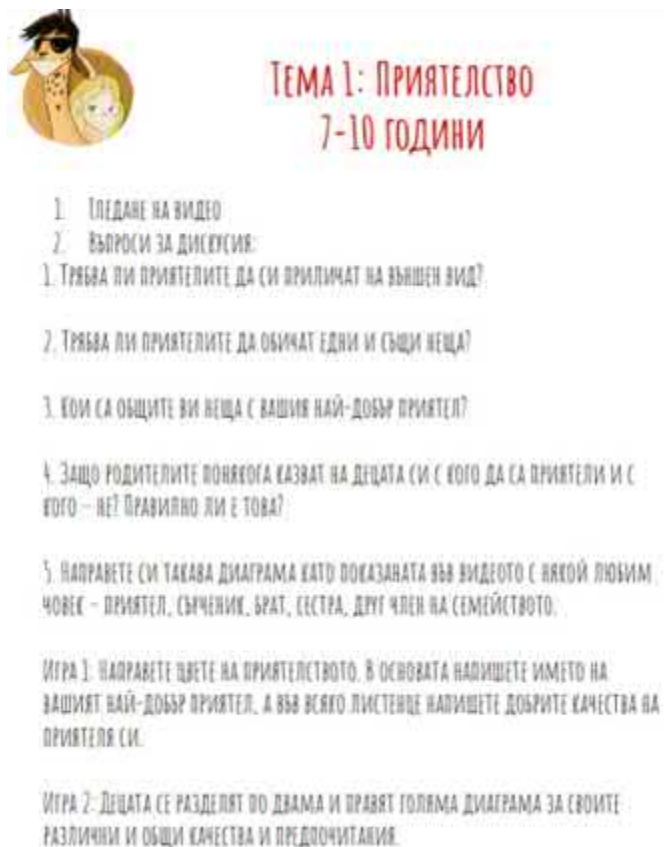 Тема 1: Приятелство
7-10 години
1. Гледане на видео
2. Въпроси за дискусия:
1. Трябва ли приятелите да си приличат на външен вид?
2. Трябва ли приятелите да обичат едни и същи неща?
3. Кои са общите ви неща с вашия най-добър приятел?
4. Защо родителите понякога казват на децата си с кого да са приятели и с
кого – не? Правилно ли е това?
5. Направете си такава диаграма като показаната във видеото с някой любим
човек – приятел, съученик, брат, сестра, друг член на семейството.
Игра 1: Направете цвете на приятелството. В основата напишете името на
вашият най-добър приятел, а във всяко листенце напишете добрите качества на
приятеля си.
Игра 2: Децата се разделят по двама и правят голяма диаграма за своите
различни и общи качества и предпочитания.